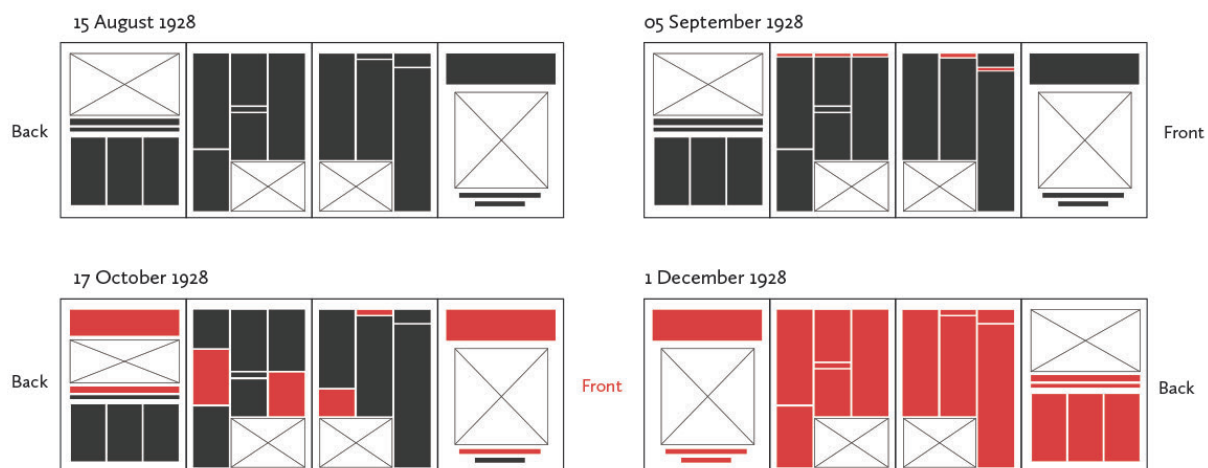 15 August 1928
05 September 1928
Back
Front
17 October 1928
1 December 1928
Back
Front
Back